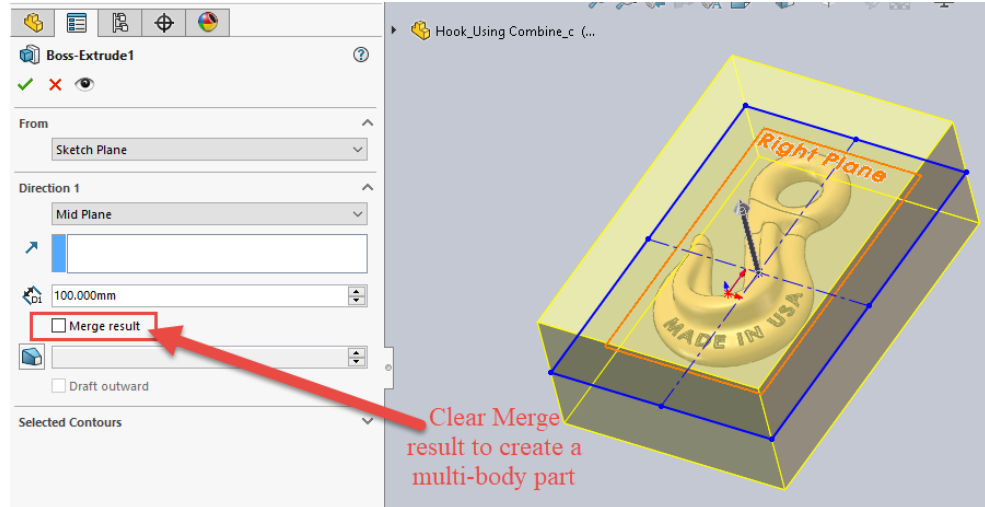 Boss-Extrude1
From
Sketch Plane
Direction 1
Mid Plane
D1
100.000mm
Merge result
Draft outward
Selected Contours
Hook_Using Combine_c (...
Right Plane
MADE IN USA
Clear Merge
result to create a
multi-body part